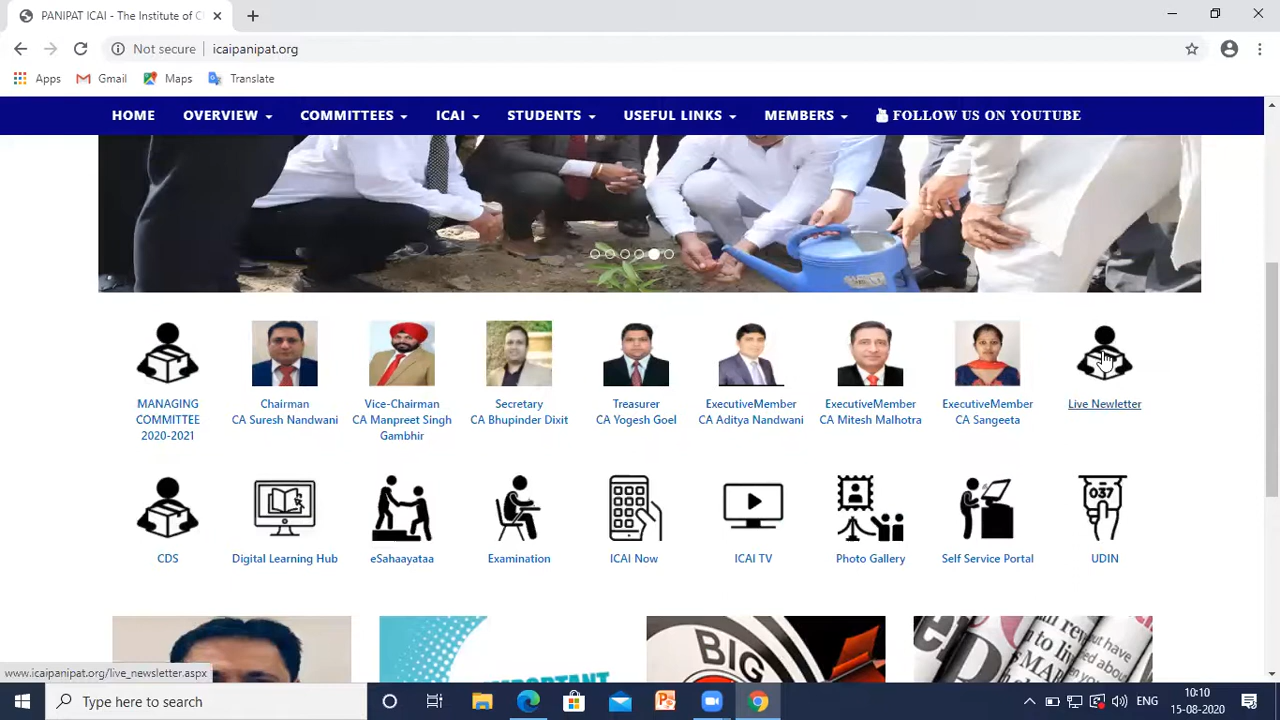 PANIPAT ICAI - The Institute of C
Not secure
icaipanipat.org
Apps
Gmail
Maps
Translate
HOME
OVERVIEW
COMMITTEES
ICAI
STUDENTS
USEFUL LINKS
MEMBERS
FOLLOW US ON YOUTUBE
MANAGING
COMMITTEE
2020-2021
Chairman
CA Suresh Nandwani
Vice-Chairman
CA Manpreet Singh
Gambhir
Secretary
CA Bhupinder Dixit
Treasurer
CA Yogesh Goel
ExecutiveMember
CA Aditya Nandwani
ExecutiveMember
CA Mitesh Malhotra
ExecutiveMember
CA Sangeeta
Live Newletter
037
CDS
Digital Learning Hub
eSahaayataa
Examination
ICAI Now
ICAI TV
Photo Gallery
Self Service Portal
UDIN
BIG
www.icaipanipat.org/live_newsletter.aspx
Type here to search
ENG
10:10
15-08-2020